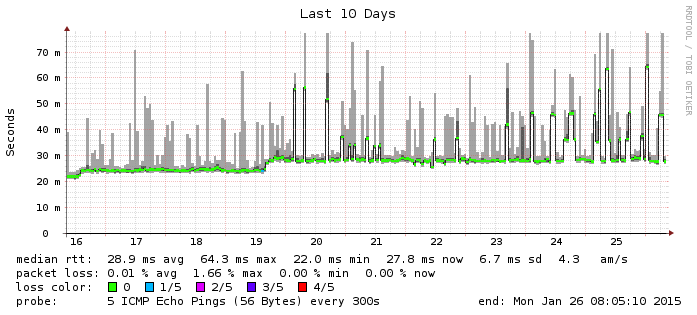 Last 10 Days
RRDTOOL / TOBI OETIKER
Seconds
70 m
60 m
50 m
40 m
30 m
20 m
10 m
0
16 17 18 19 20 21 22 23 24 25
median rtt: 28.9 ms avg 64.3 ms max 22.0 ms min 27.8 ms now 6.7 ms sd 4.3 am/s
packet loss: 0.01 % avg 1.66 % max 0.00 % min 0.00 % now
loss color: 0 1/5 2/5 3/5 4/5
probe: 5 ICMP Echo Pings (56 Bytes) every 300s end: Mon Jan 26 08:05:10 2015